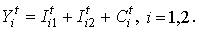 Y_i^t = I_{i1}^t + I_{i2}^t + C_i^t, i = 1,2.